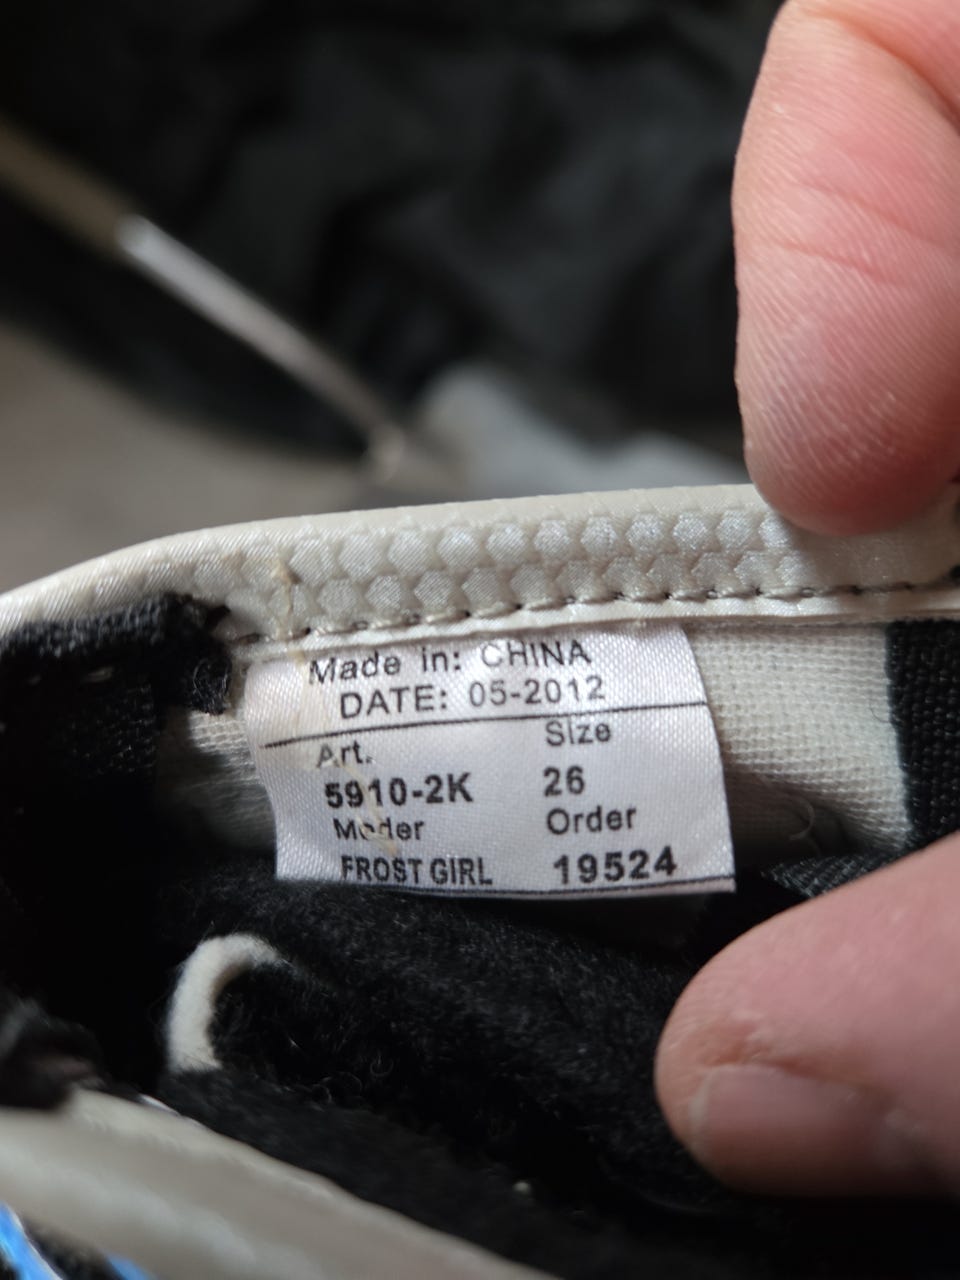 Made in: CHINA
DATE: 05-2012
Art. Size
5910-2K 26
Moder Order
FROST GIRL 19524